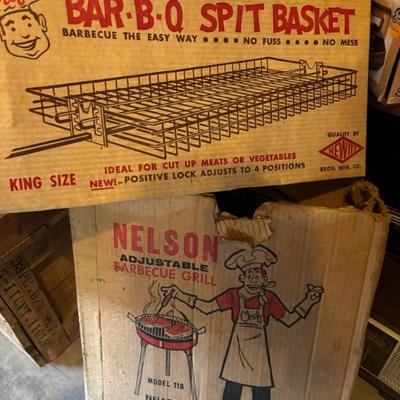 BAR·B·Q SPIT BASKET
BARBECUE THE EASY WAY •••• NO FUSS •••• NO MESS
QUALITY BY
HEWITT
BROS. MFG. CO.
IDEAL FOR CUT UP MEATS OR VEGETABLES
KING SIZE NEW!-POSITIVE LOCK ADJUSTS TO 4 POSITIONS
NELSON
ADJUSTABLE
BARBECUE GRILL
Chef
MODEL 116